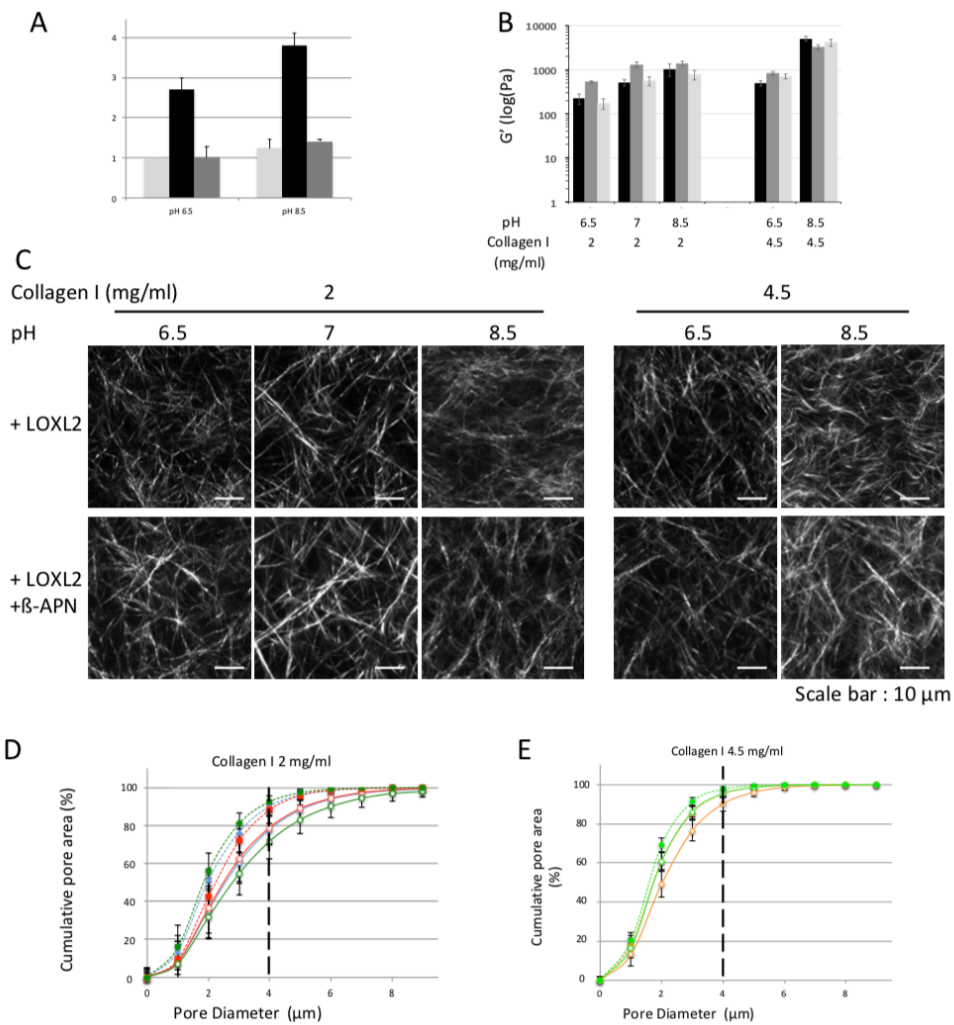 A
4
3
2
1
0
pH 6.5 pH 8.5
B
G' (log(Pa)
10000
1000
100
10
1
pH 6.5 7 8.5 6.5 8.5
Collagen I 2 2 2 4.5 4.5
(mg/ml)
C
Collagen I (mg/ml) 2 4.5
pH 6.5 7 8.5 6.5 8.5
+ LOXL2
+ LOXL2
+ß-APN
Scale bar : 10 µm
D
Collagen I 2 mg/ml
Cumulative pore area (%)
100
80
60
40
20
0
0 2 4 6 8
Pore Diameter (µm)
E
Collagen I 4.5 mg/ml
Cumulative pore area
(%)
100
80
60
40
20
0
0 2 4 6 8
Pore Diameter (µm)